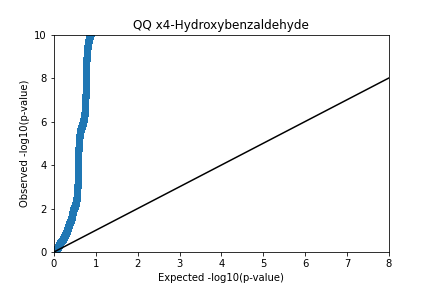 QQ x4-Hydroxybenzaldehyde
10
8
6
4
2
0
Observed -log10(p-value)
0 1 2 3 4 5 6 7 8
Expected -log10(p-value)